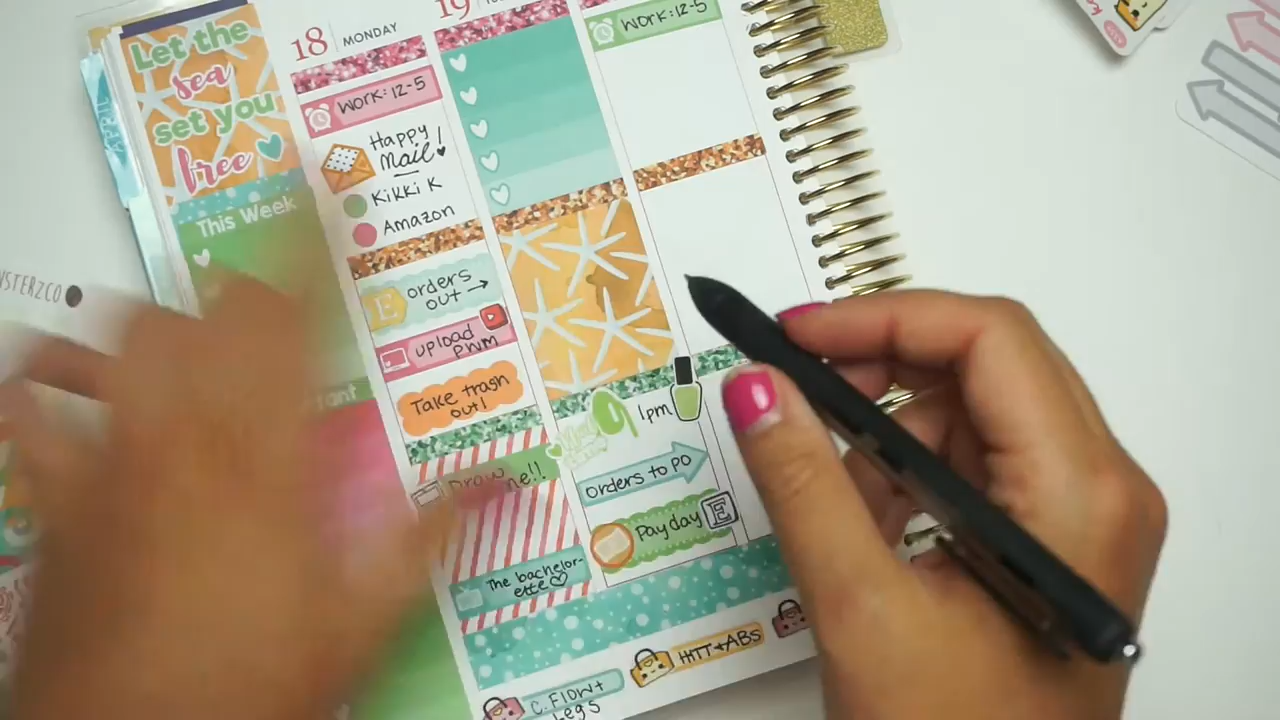 Let the
sea
set you
free
This Week
APRIL
18 MONDAY
WORK: 12-5
Happy
Mail!
Kikki K
Amazon
E orders
out →
upload
PWM
Take trash
out!
The bachelor-
ette
19
1pm
orders to PO
Payday E
WORK: 12-5
C. FLOW+
Legs
HIIT+ABS